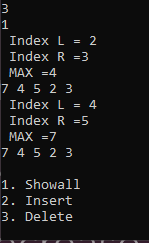 3
1
Index L = 2
Index R =3
MAX =4
7 4 5 2 3
Index L = 4
Index R =5
MAX =7
7 4 5 2 3
1. Showall
2. Insert
3. Delete